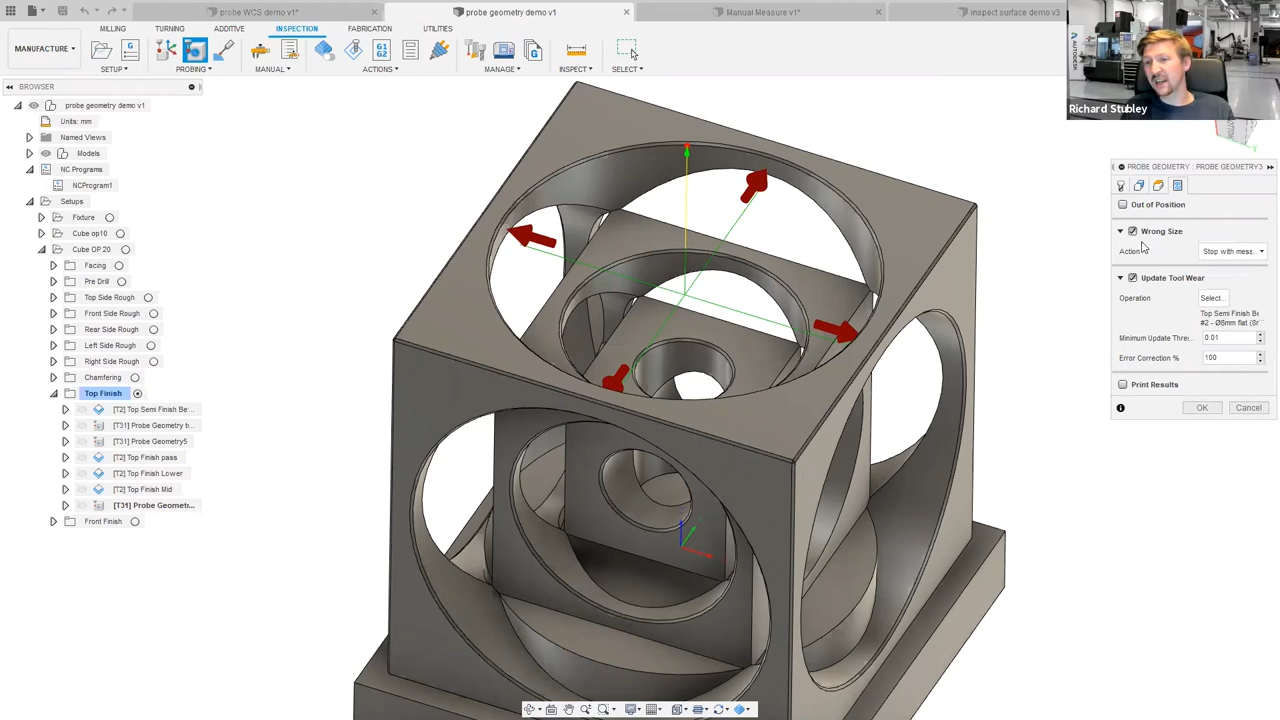 probe WCS demo v1*
probe geometry demo v1
Manual Measure v1*
inspect surface demo v3
MANUFACTURE
MILLING TURNING ADDITIVE INSPECTION FABRICATION UTILITIES
SETUP PROBING MANUAL ACTIONS MANAGE INSPECT SELECT
G1
G2
AUTODESK
Richard Stubley
BROWSER
probe geometry demo v1
Units: mm
Named Views
Models
NC Programs
NCProgram1
Setups
Fixture
Cube op10
Cube OP 20
Facing
Pre Drill
Top Side Rough
Front Side Rough
Rear Side Rough
Left Side Rough
Right Side Rough
Chamfering
Top Finish
[T2] Top Semi Finish Be...
[T31] Probe Geometry t...
[T31] Probe Geometry5
[T2] Top Finish pass
[T2] Top Finish Lower
[T2] Top Finish Mid
[T31] Probe Geomet...
Front Finish
PROBE GEOMETRY : PROBE GEOMETRY3
Out of Position
Wrong Size
Action Stop with mess...
Update Tool Wear
Operation Select...
Top Semi Finish Be
#2 - Ø8mm flat (8r
Minimum Update Thre... 0.01
Error Correction % 100
Print Results
OK Cancel